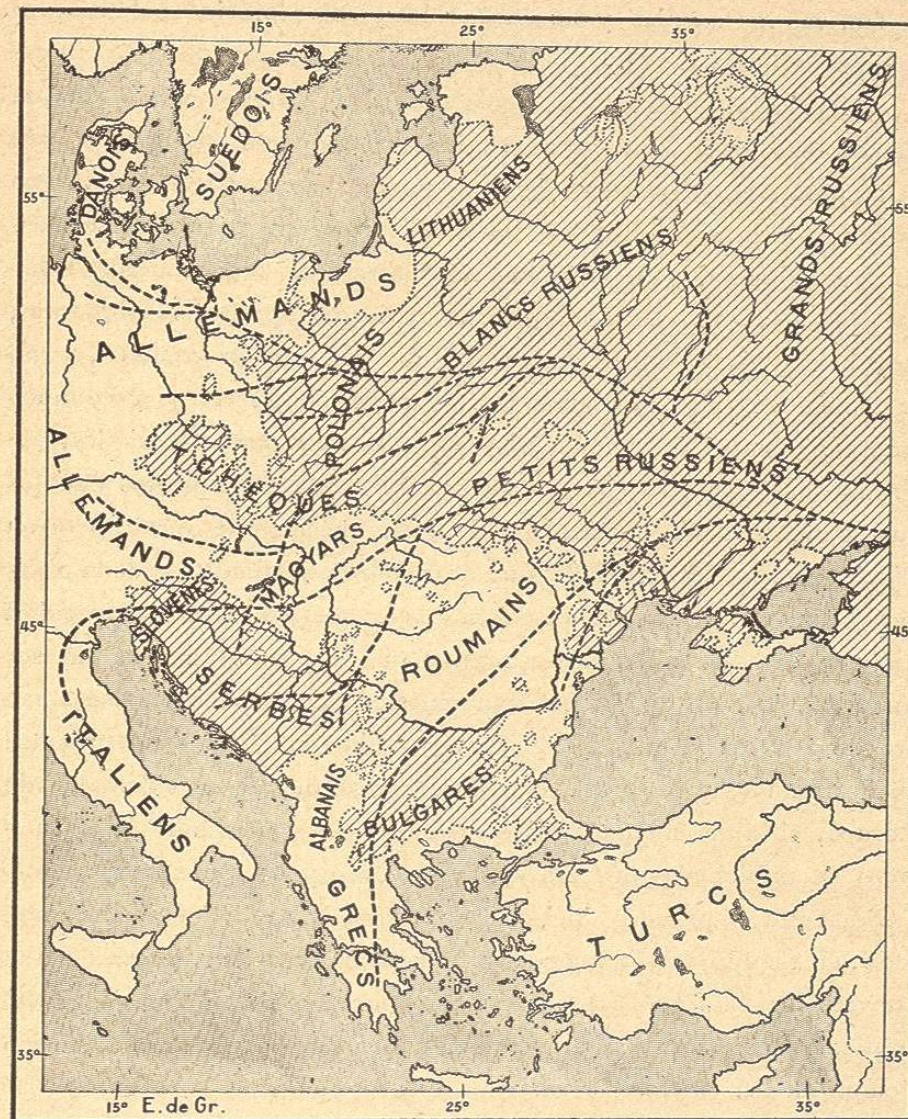 15° 25° 35°
SUÉDOIS
DANOIS
GRANDS RUSSIENS
55° 55°
LITHUANIENS
BLANCS RUSSIENS
ALLEMANDS
POLONAIS
TCHÈQUES
PETITS RUSSIENS
ALLEMANDS
MAGYARS
SLOVÈNES
ROUMAINS
45° 45°
SERBES
ITALIENS
ALBANAIS
BULGARES
GRECS
TURCS
35° 35°
15° E. de Gr. 25° 35°